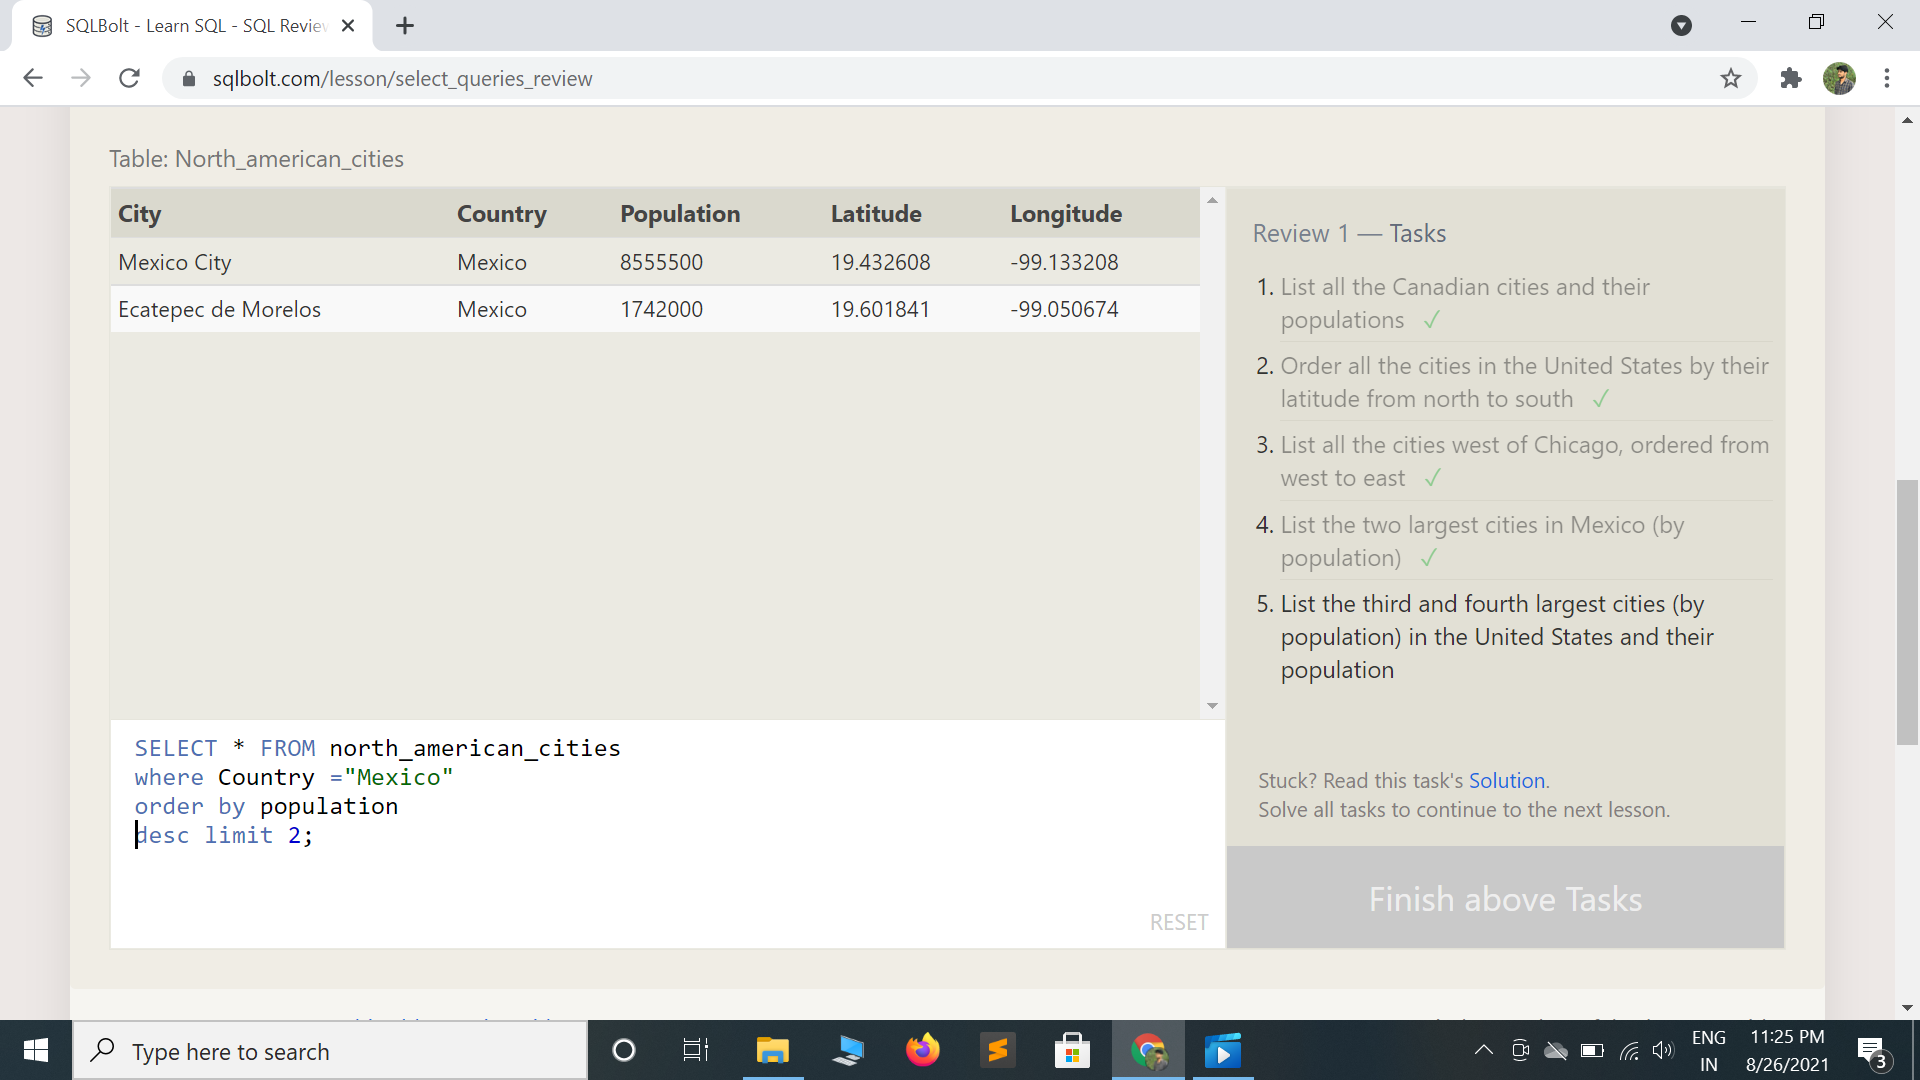 SQLBolt - Learn SQL - SQL Review
sqlbolt.com/lesson/select_queries_review
Table: North_american_cities
City Country Population Latitude Longitude
Mexico City Mexico 8555500 19.432608 -99.133208
Ecatepec de Morelos Mexico 1742000 19.601841 -99.050674
Review 1 — Tasks
1. List all the Canadian cities and their
populations ✓
2. Order all the cities in the United States by their
latitude from north to south ✓
3. List all the cities west of Chicago, ordered from
west to east ✓
4. List the two largest cities in Mexico (by
population) ✓
5. List the third and fourth largest cities (by
population) in the United States and their
population
Stuck? Read this task's Solution.
Solve all tasks to continue to the next lesson.
Finish above Tasks
SELECT * FROM north_american_cities
where Country ="Mexico"
order by population
desc limit 2;
RESET
Type here to search
ENG
IN
11:25 PM
8/26/2021
3